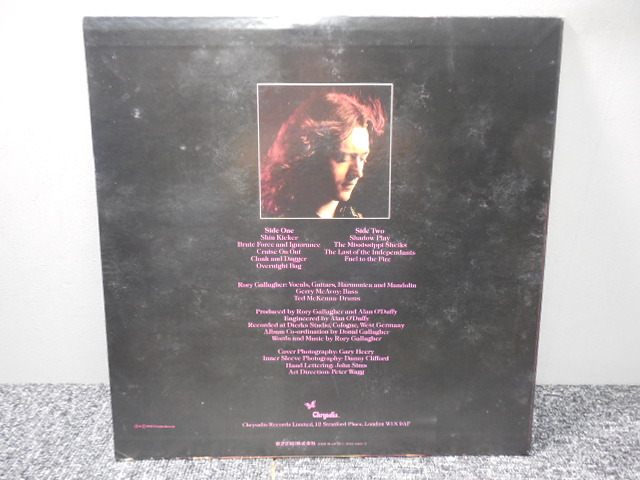 Side One
Shin Kicker
Brute Force and Ignorance
Cruise On Out
Cloak and Dagger
Overnight Bag
Side Two
Shadow Play
The Mississippi Sheiks
The Last of the Independants
Fuel to the Fire
Rory Gallagher: Vocals, Guitars, Harmonica and Mandolin
Gerry McAvoy: Bass
Ted McKenna: Drums
Produced by Rory Gallagher and Alan O'Duffy
Engineered by Alan O'Duffy
Recorded at Dierks Studio, Cologne, West Germany
Album Co-ordination by Donal Gallagher
Words and Music by Rory Gallagher
Cover Photography: Gary Heery
Inner Sleeve Photography: Danny Clifford
Hand Lettering: John Sims
Art Direction: Peter Wagg
Chrysalis
Chrysalis Records Limited, 12 Stratford Place, London W1N 9AF